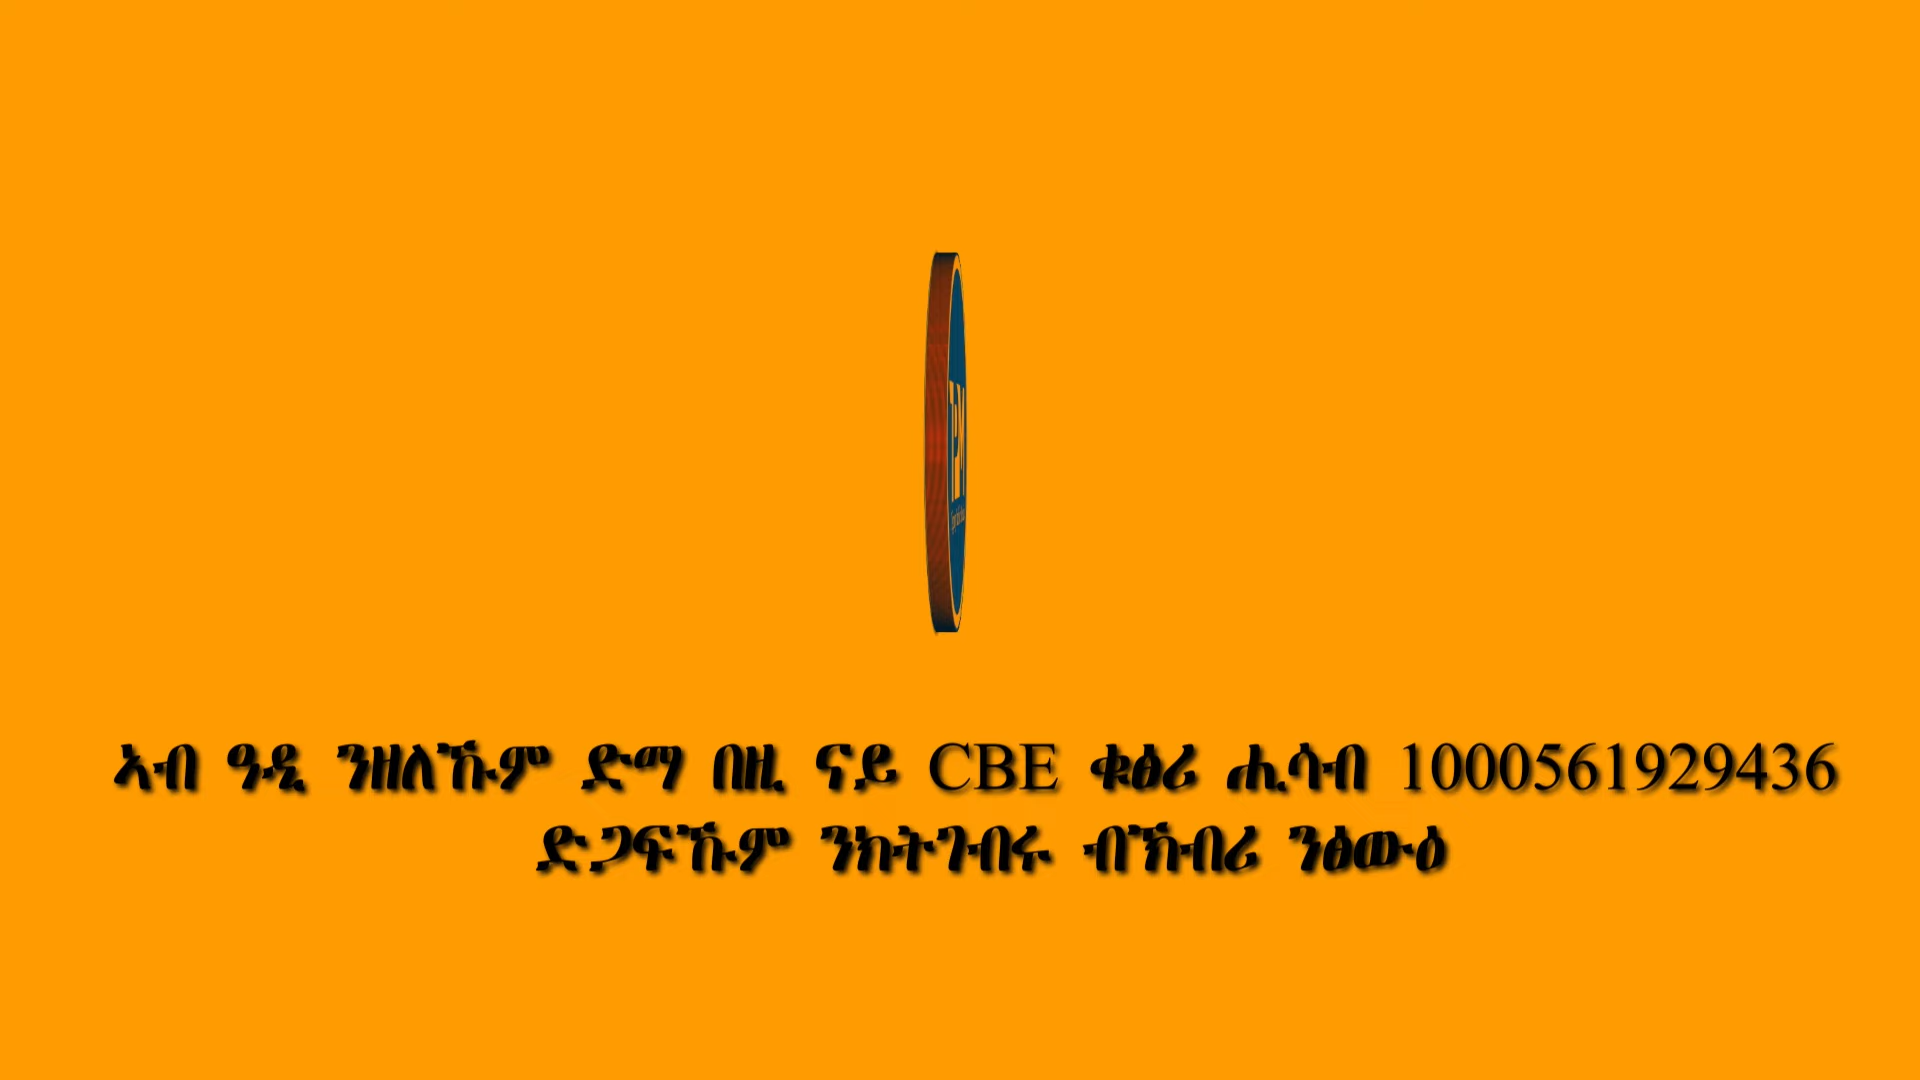 ኣብ ዓዲ ንዘለኹም ድማ በዚ ናይ CBE ቁፅሪ ሒሳብ 1000561929436
ድጋፍኹም ንክትገብሩ ብኽብሪ ንፅውዕ